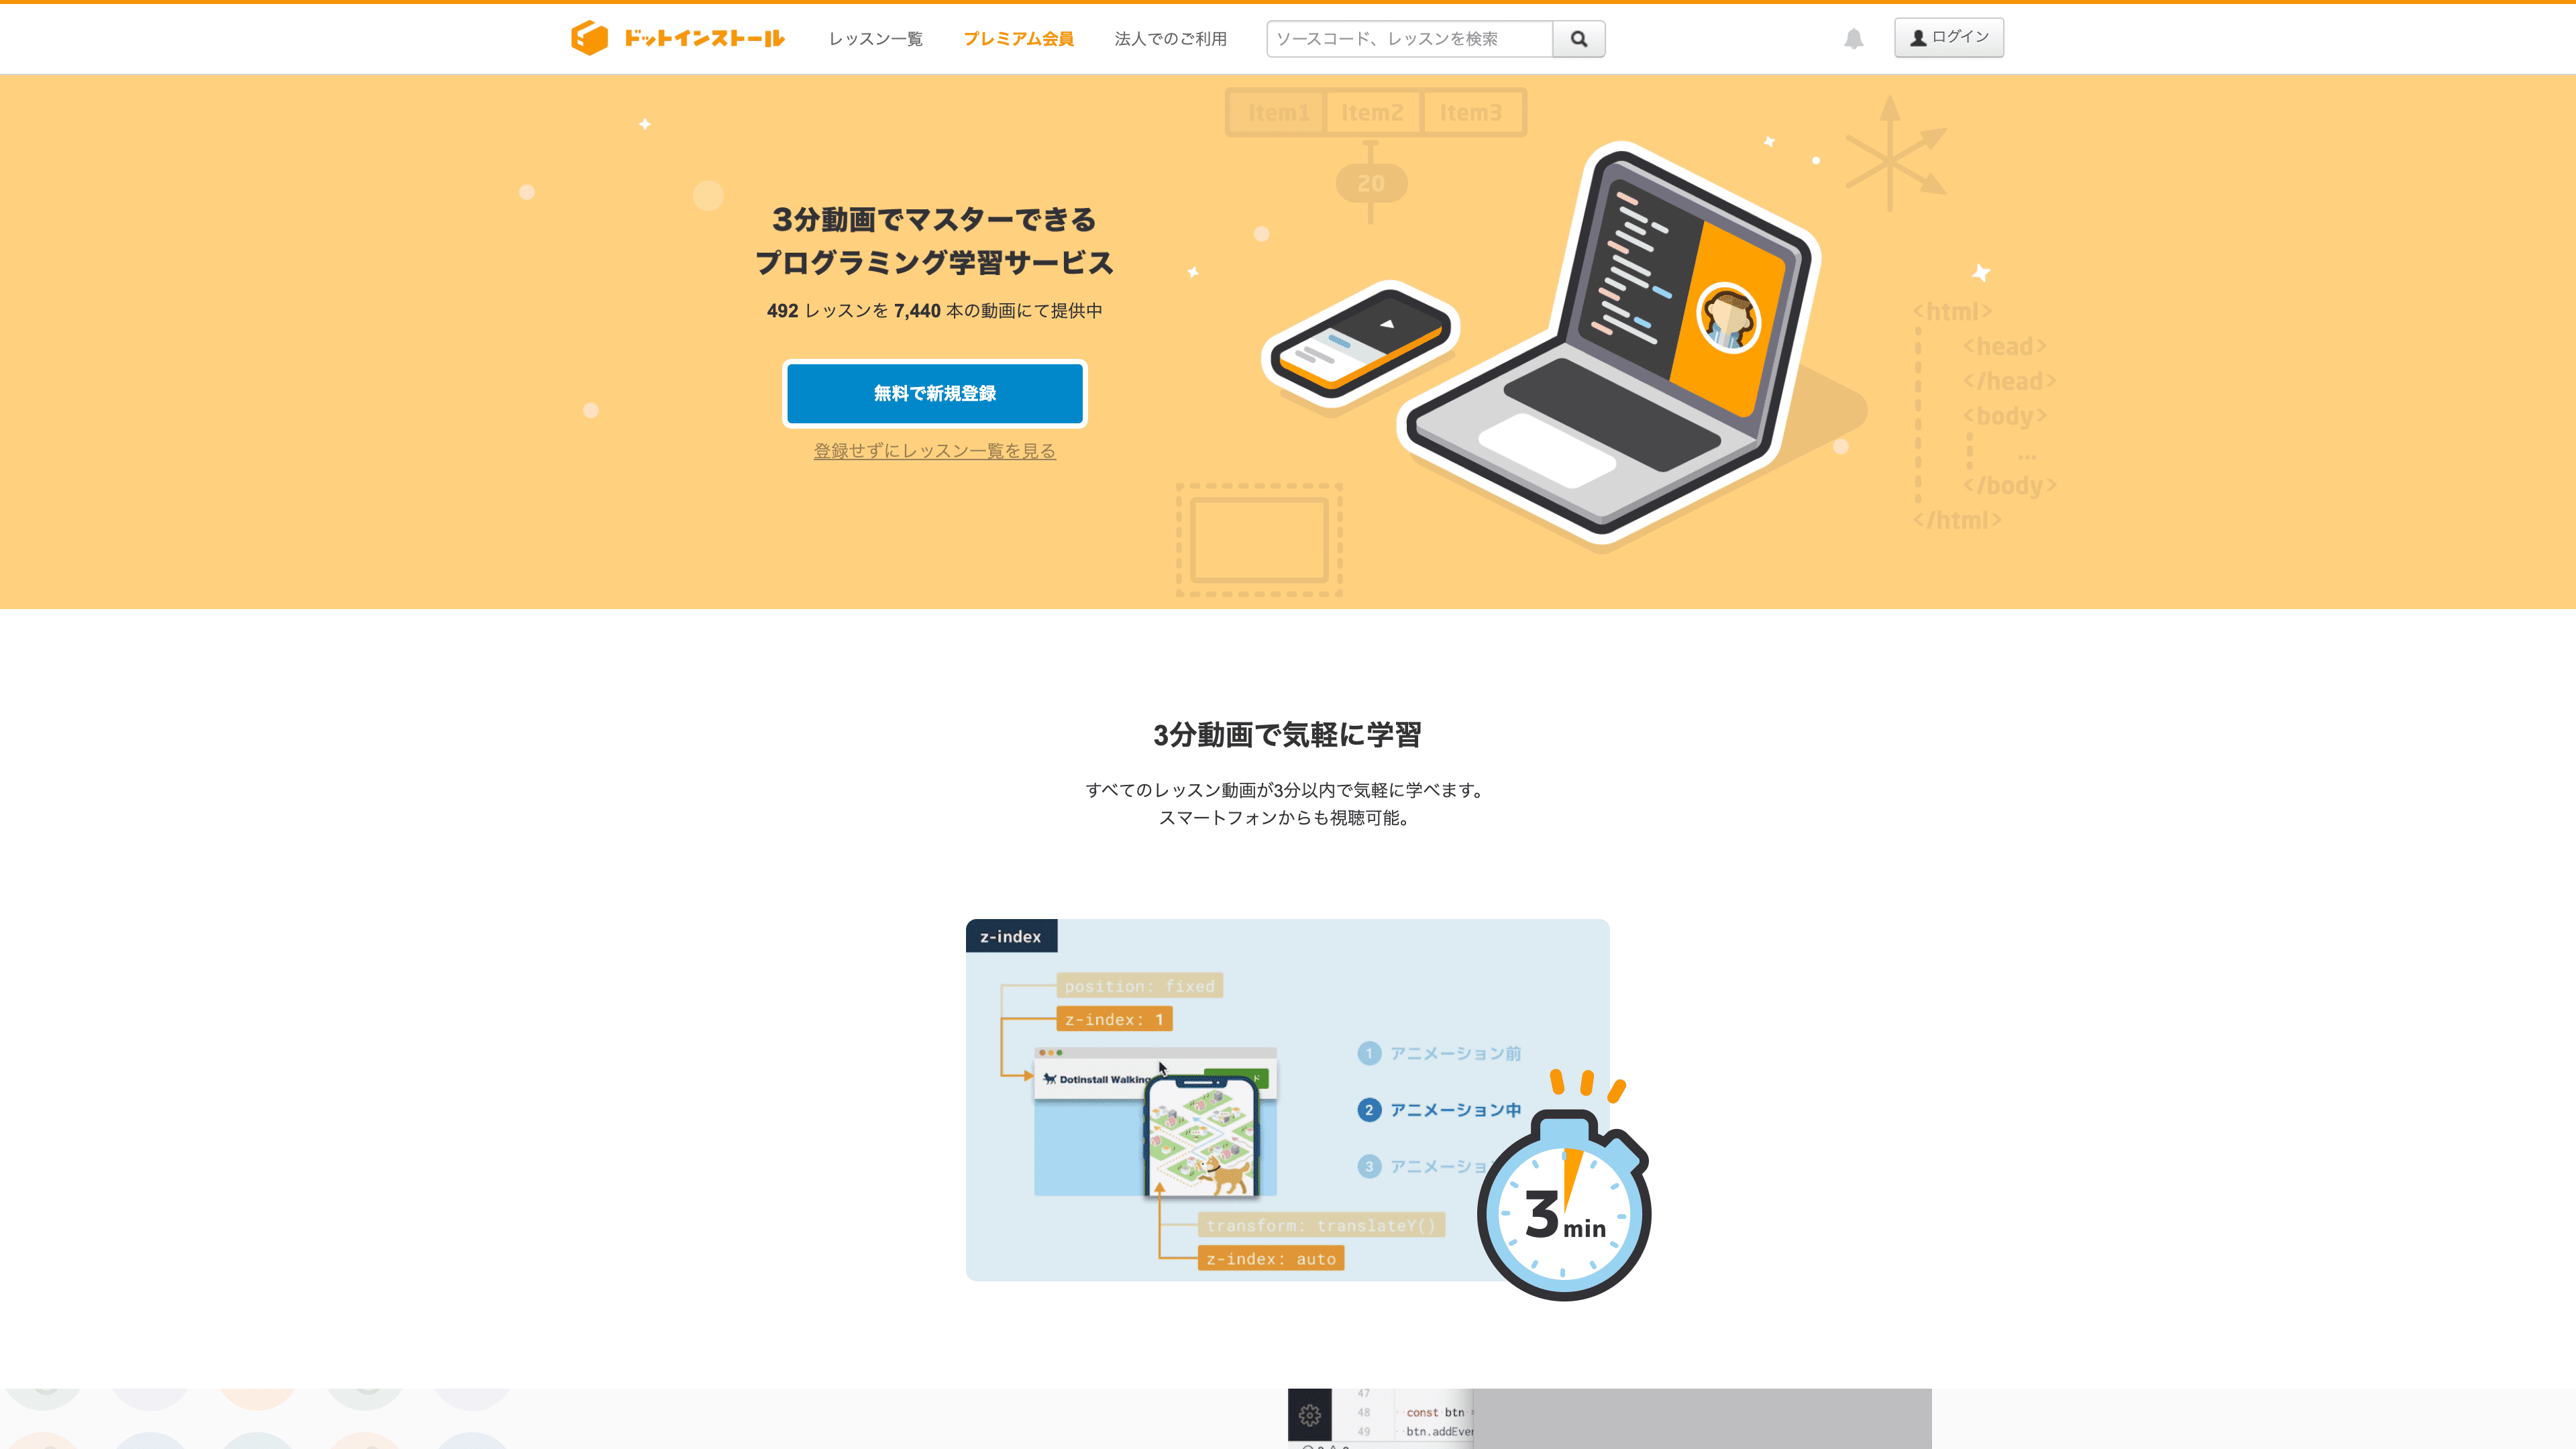 ドットインストール
レッスン一覧
プレミアム会員
法人でのご利用
ソースコード、レッスンを検索
ログイン
Item1 Item2 Item3
20
3分動画でマスターできる
プログラミング学習サービス
492 レッスンを 7,440 本の動画にて提供中
無料で新規登録
登録せずにレッスン一覧を見る
<html>
<head>
</head>
<body>
...
</body>
</html>
3分動画で気軽に学習
すべてのレッスン動画が3分以内で気軽に学べます。
スマートフォンからも視聴可能。
z-index
position: fixed
z-index: 1
Dotinstall Walking
ド
1 アニメーション前
2 アニメーション中
3 アニメーショ
3 min
transform: translateY()
z-index: auto
47
48 const btn
49 btn.addEve